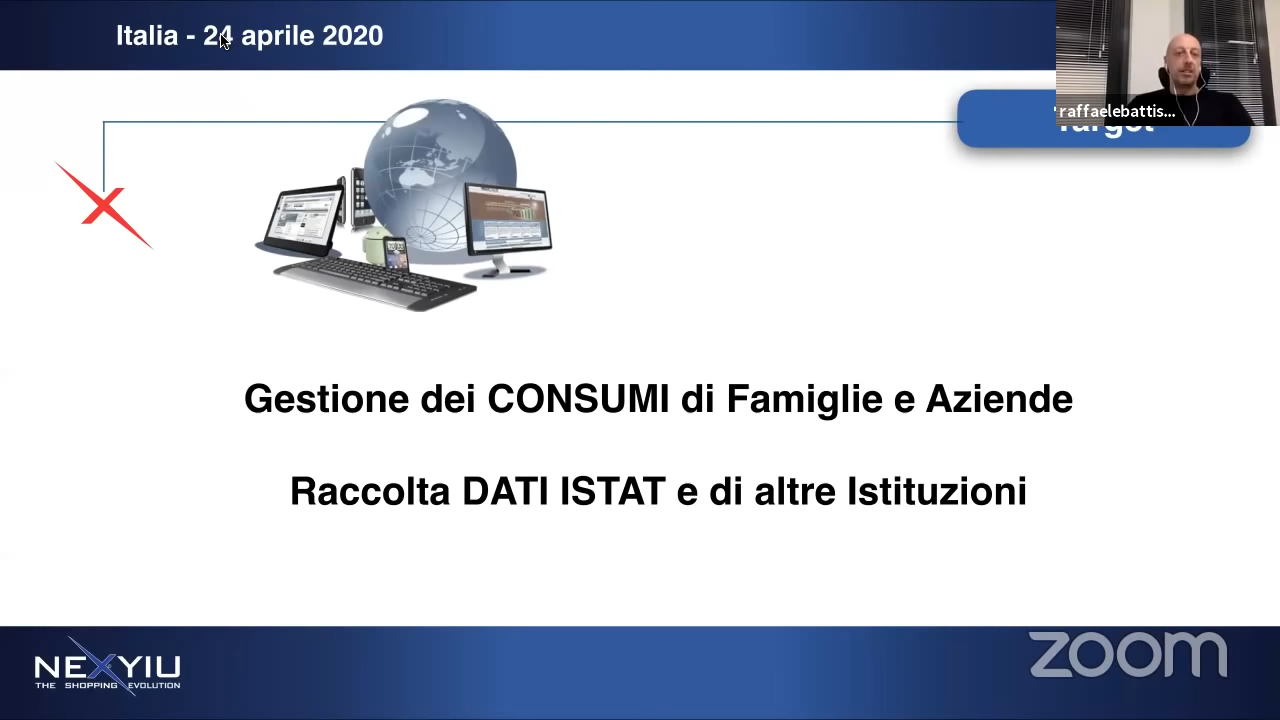 Italia - 24 aprile 2020
raffaelebattis...
Target
Gestione dei CONSUMI di Famiglie e Aziende
Raccolta DATI ISTAT e di altre Istituzioni
NEXYIU
THE SHOPPING EVOLUTION
zoom